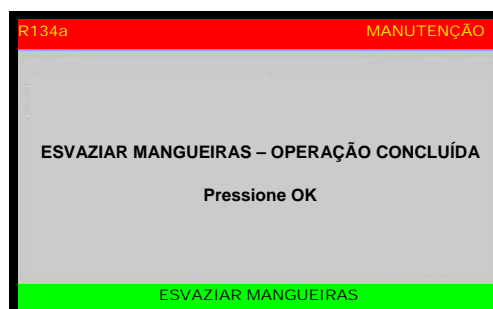 R134a MANUTENÇÃO
ESVAZIAR MANGUEIRAS – OPERAÇÃO CONCLUÍDA
Pressione OK
ESVAZIAR MANGUEIRAS